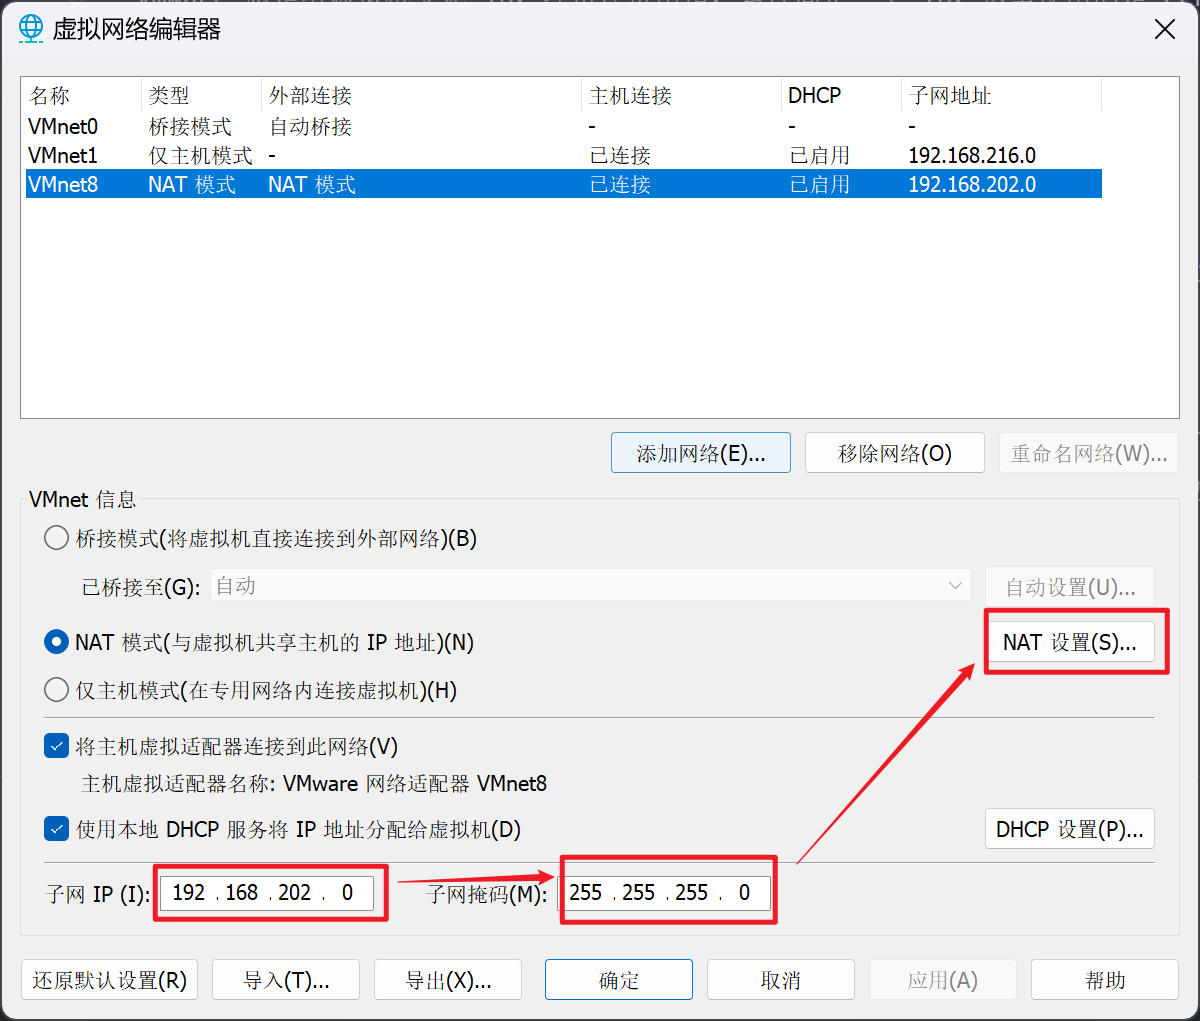 虚拟网络编辑器
名称 类型 外部连接 主机连接 DHCP 子网地址
VMnet0 桥接模式 自动桥接 - - -
VMnet1 仅主机模式 - 已连接 已启用 192.168.216.0
VMnet8 NAT 模式 NAT 模式 已连接 已启用 192.168.202.0
添加网络(E)... 移除网络(O) 重命名网络(W)...
VMnet 信息
桥接模式(将虚拟机直接连接到外部网络)(B)
已桥接至(G): 自动 自动设置(U)...
NAT 模式(与虚拟机共享主机的 IP 地址)(N) NAT 设置(S)...
仅主机模式(在专用网络内连接虚拟机)(H)
将主机虚拟适配器连接到此网络(V)
主机虚拟适配器名称: VMware 网络适配器 VMnet8
使用本地 DHCP 服务将 IP 地址分配给虚拟机(D) DHCP 设置(P)...
子网 IP (I): 192 . 168 . 202 . 0 子网掩码(M): 255 . 255 . 255 . 0
还原默认设置(R) 导入(T)... 导出(X)... 确定 取消 应用(A) 帮助